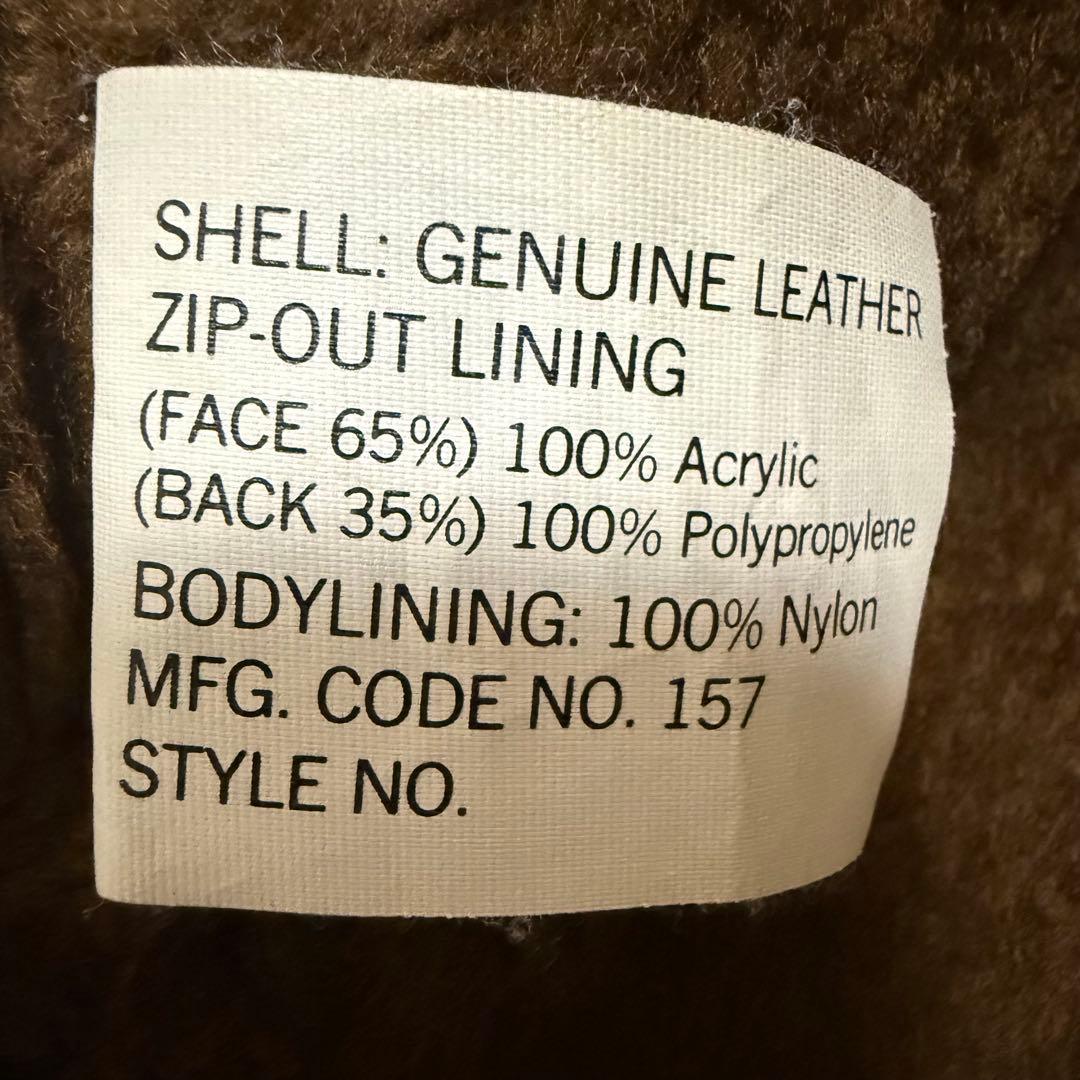 SHELL: GENUINE LEATHER
ZIP-OUT LINING
(FACE 65%) 100% Acrylic
(BACK 35%) 100% Polypropylene
BODYLINING: 100% Nylon
MFG. CODE NO. 157
STYLE NO.